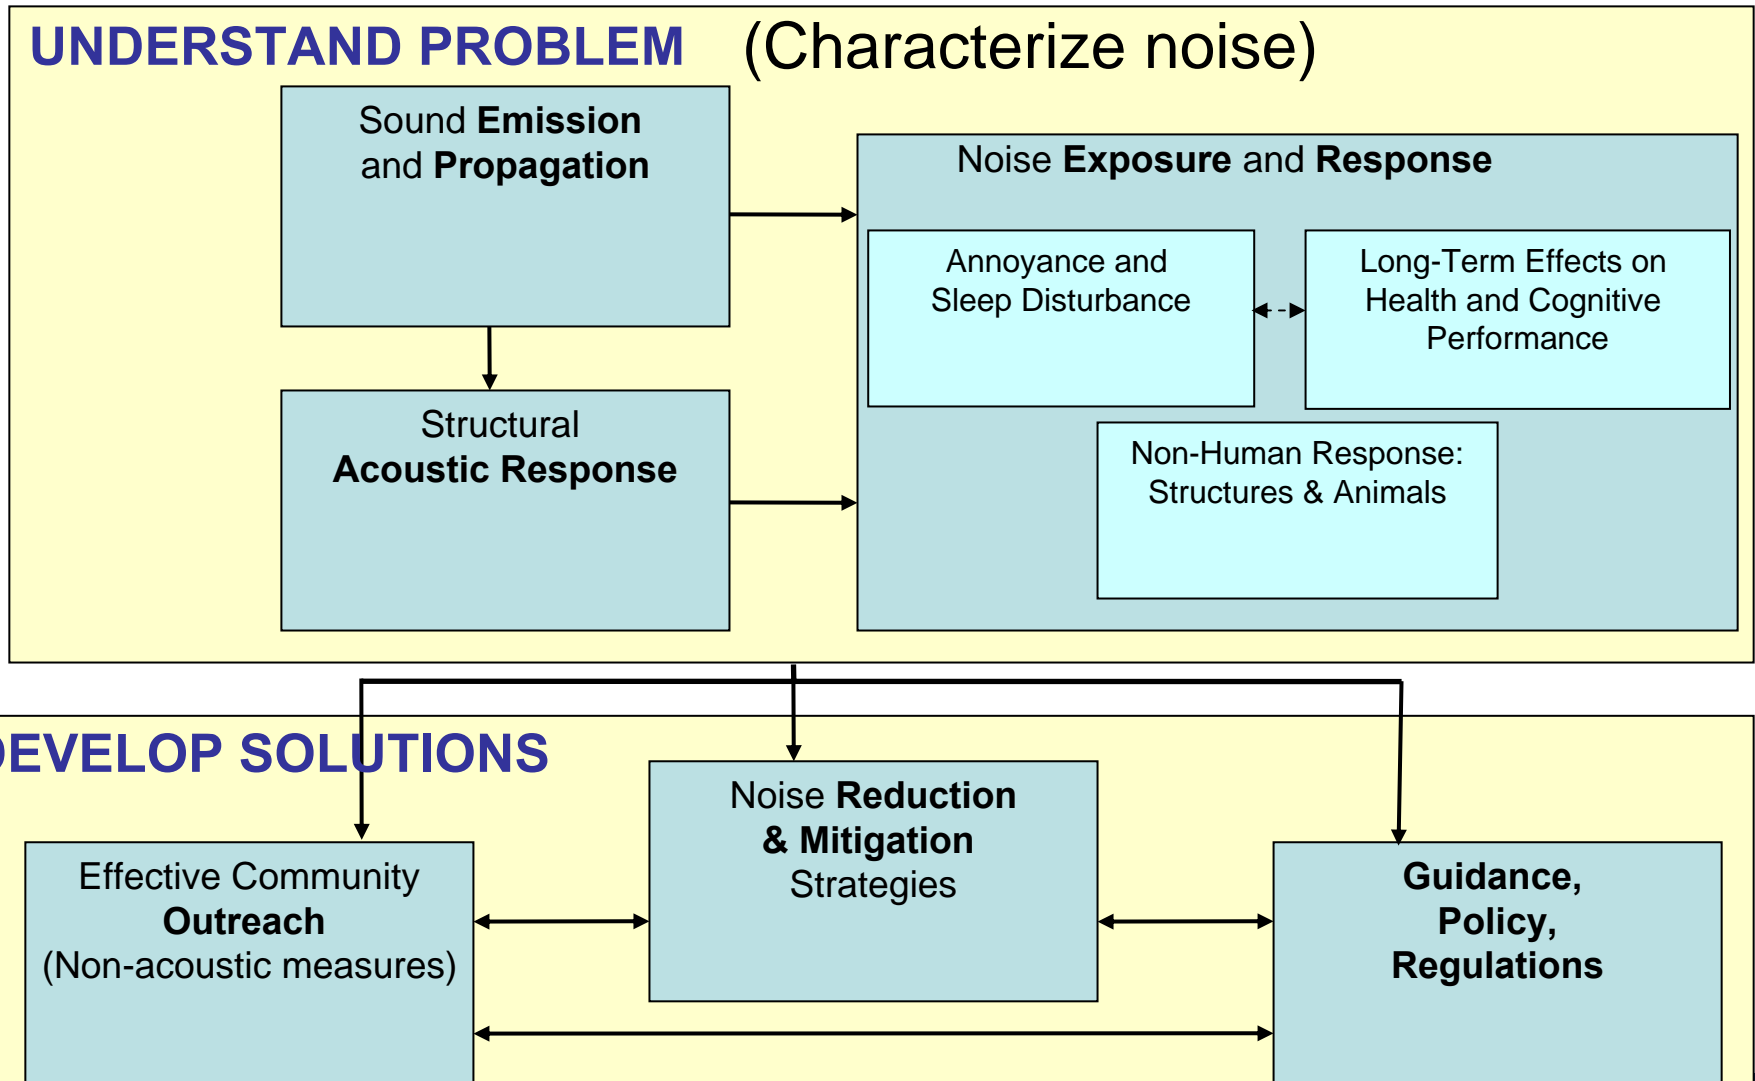 UNDERSTAND PROBLEM (Characterize noise)
Sound Emission
and Propagation
Noise Exposure and Response
Annoyance and
Sleep Disturbance
Long-Term Effects on
Health and Cognitive
Performance
Structural
Acoustic Response
Non-Human Response:
Structures & Animals
DEVELOP SOLUTIONS
Noise Reduction
& Mitigation
Strategies
Effective Community
Outreach
(Non-acoustic measures)
Guidance,
Policy,
Regulations